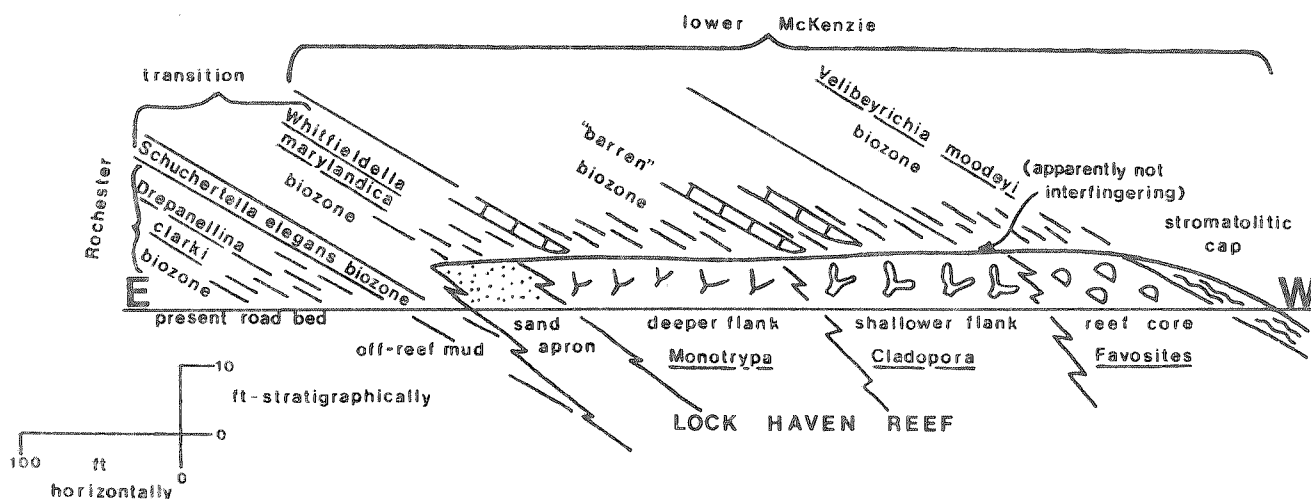 lower McKenzie
transition
Rochester
Schuchertella elegans biozone
Drepanellina
clarki
biozone
Whitfieldella
marylandica
biozone
"barren"
biozone
Velibeyrichia moodeyi
biozone
(apparently not
interfingering)
stromatolitic
cap
E
W
present road bed
off-reef mud
sand
apron
deeper flank
Monotrypa
shallower flank
Cladopora
reef core
Favosites
LOCK HAVEN REEF
10
ft-stratigraphically
0
100
ft
horizontally
0